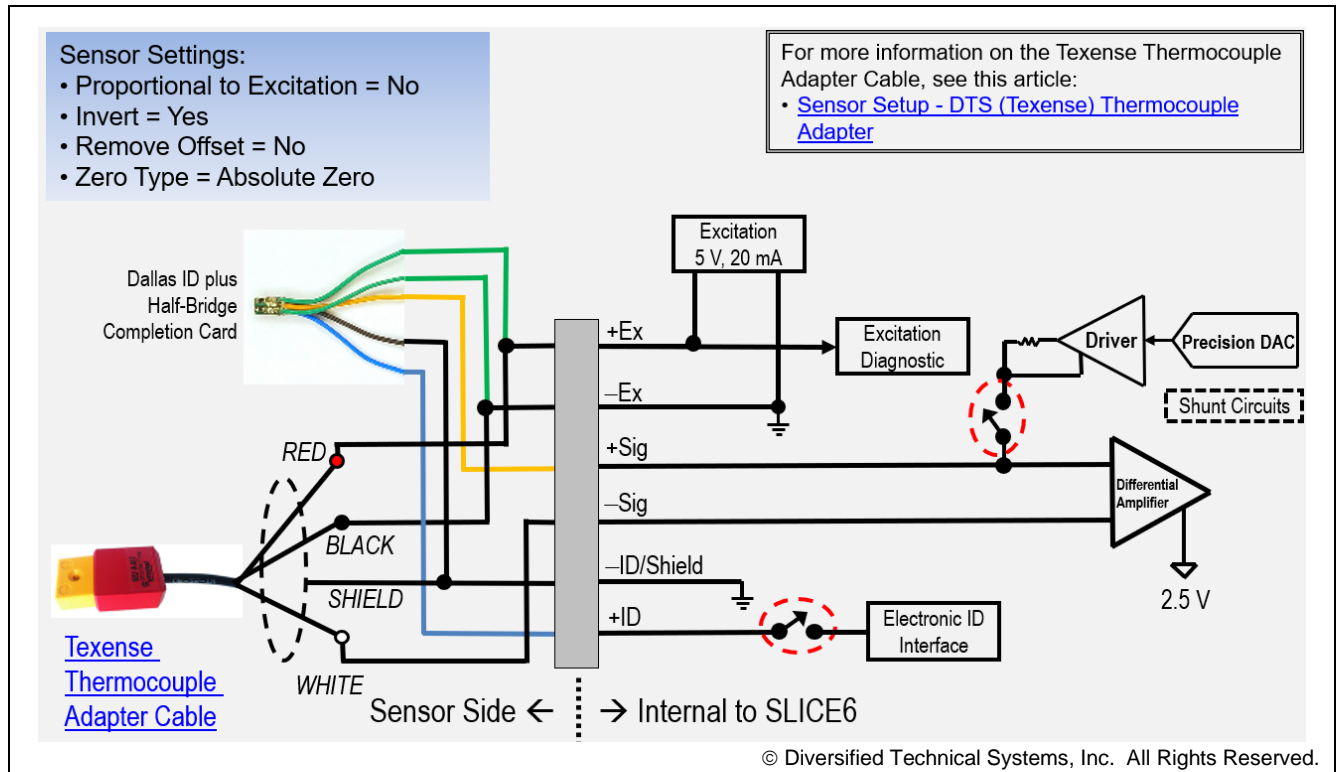 Sensor Settings:
• Proportional to Excitation = No
• Invert = Yes
• Remove Offset = No
• Zero Type = Absolute Zero
For more information on the Texense Thermocouple
Adapter Cable, see this article:
• Sensor Setup - DTS (Texense) Thermocouple
Adapter
Dallas ID plus
Half-Bridge
Completion Card
Excitation
5 V, 20 mA
+Ex
Excitation
Diagnostic
Driver
Precision DAC
Shunt Circuits
–Ex
+Sig
–Sig
Differential
Amplifier
2.5 V
–ID/Shield
+ID
Electronic ID
Interface
RED
BLACK
SHIELD
WHITE
Texense
Thermocouple
Adapter Cable
Sensor Side ←
→ Internal to SLICE6
© Diversified Technical Systems, Inc. All Rights Reserved.